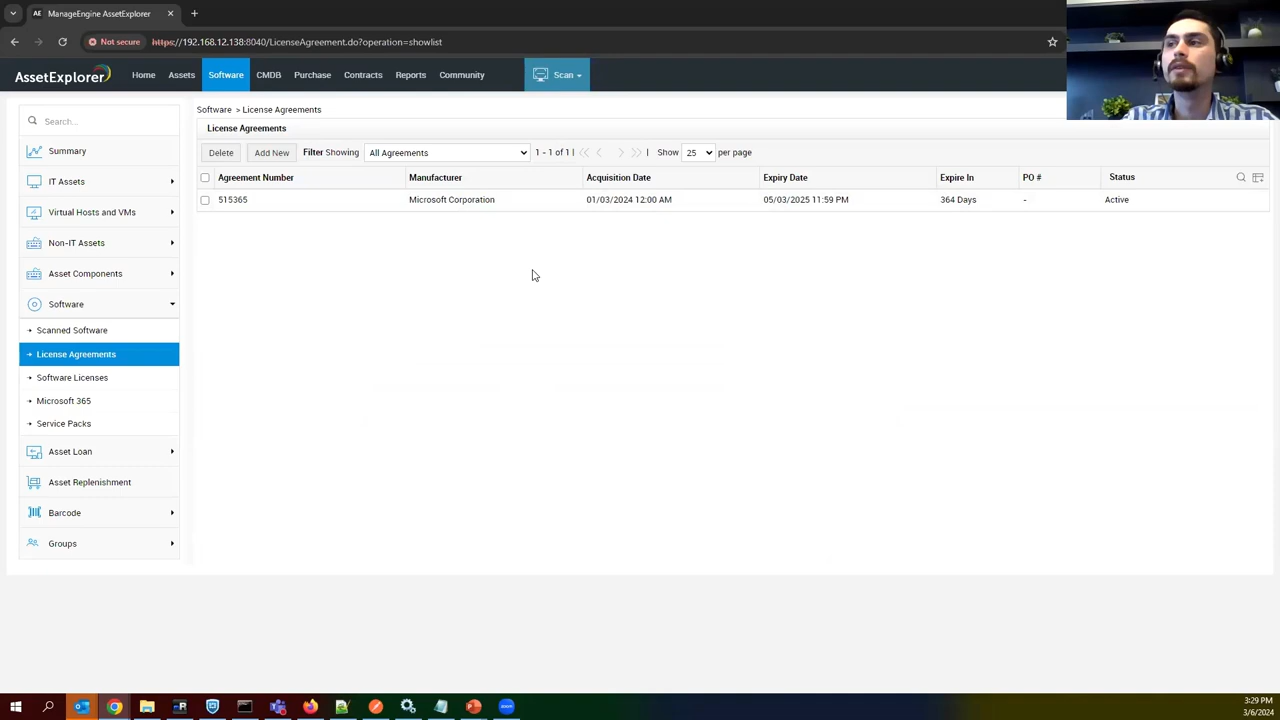 ManageEngine AssetExplorer
Not secure https://192.168.12.138:8040/LicenseAgreement.do?operation=showlist
AssetExplorer Home Assets Software CMDB Purchase Contracts Reports Community Scan
Search...
Summary
IT Assets
Virtual Hosts and VMs
Non-IT Assets
Asset Components
Software
Scanned Software
License Agreements
Software Licenses
Microsoft 365
Service Packs
Asset Loan
Asset Replenishment
Barcode
Groups
Software > License Agreements
License Agreements
Delete Add New Filter Showing All Agreements 1 - 1 of 1 | Show 25 per page
Agreement Number Manufacturer Acquisition Date Expiry Date Expire In PO # Status
515365 Microsoft Corporation 01/03/2024 12:00 AM 05/03/2025 11:59 PM 364 Days - Active
3:29 PM
3/6/2024